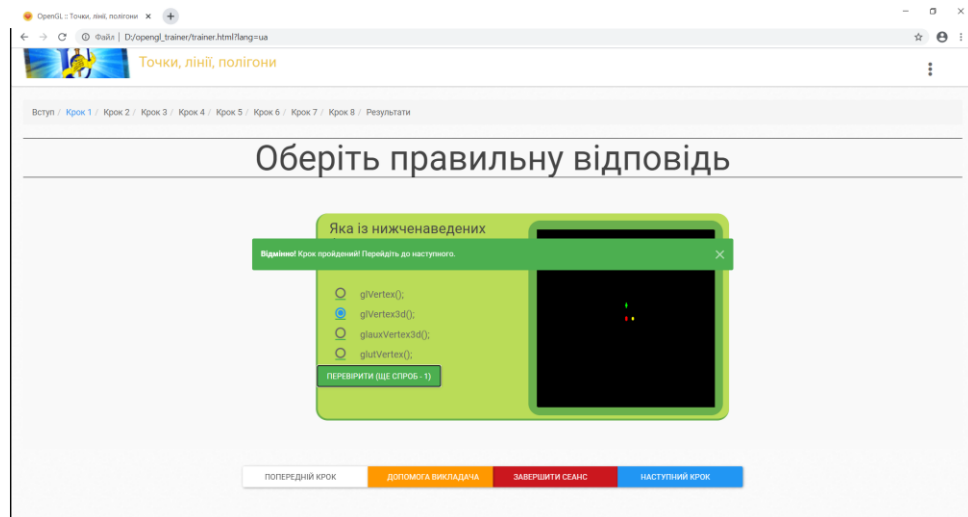 OpenGL :: Точки, лінії, полігони
Файл | D:/opengl_trainer/trainer.html?lang=ua
Точки, лінії, полігони
Вступ / Крок 1 / Крок 2 / Крок 3 / Крок 4 / Крок 5 / Крок 6 / Крок 7 / Крок 8 / Результати
Оберіть правильну відповідь
Яка із нижченаведених
Відмінно! Крок пройдений! Перейдіть до наступного.
glVertex();
glVertex3d();
glauxVertex3d();
glutVertex();
ПЕРЕВІРИТИ (ЩЕ СПРОБ - 1)
ПОПЕРЕДНІЙ КРОК
ДОПОМОГА ВИКЛАДАЧА
ЗАВЕРШИТИ СЕАНС
НАСТУПНИЙ КРОК